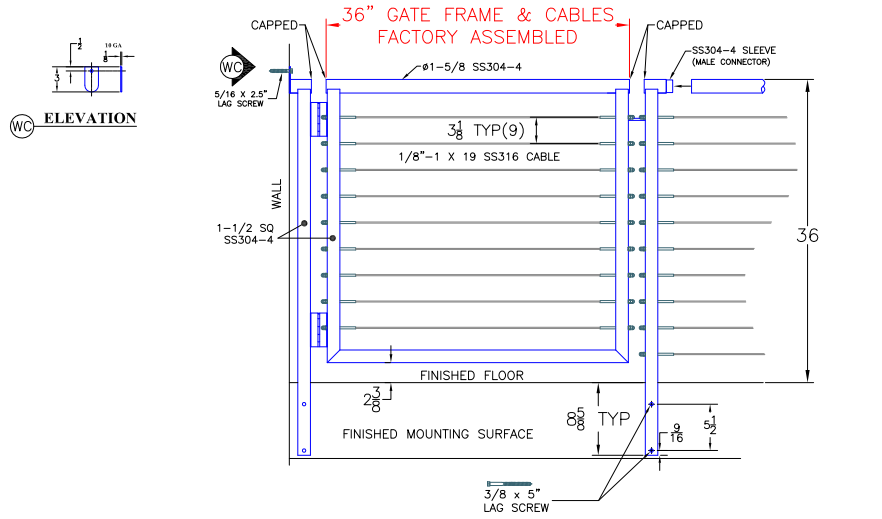 36" GATE FRAME & CABLES
FACTORY ASSEMBLED
CAPPED
CAPPED
SS304-4 SLEEVE
(MALE CONNECTOR)
ø1-5/8 SS304-4
1/2
10 GA
1/8
3
WC
5/16 X 2.5"
LAG SCREW
WC ELEVATION
3 1/8 TYP(9)
1/8"-1 X 19 SS316 CABLE
WALL
1-1/2 SQ
SS304-4
36
FINISHED FLOOR
2 3/8
8 5/8 TYP
5 1/2
9/16
FINISHED MOUNTING SURFACE
3/8 x 5"
LAG SCREW